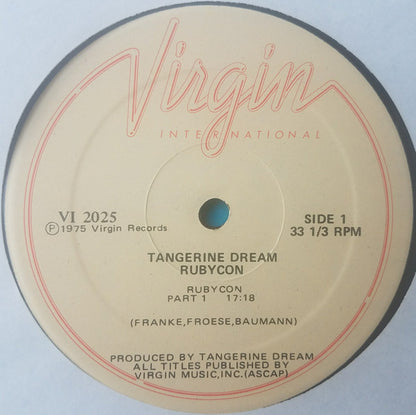 Virgin
INTERNATIONAL
VI 2025
℗1975 Virgin Records
SIDE 1
33 1/3 RPM
TANGERINE DREAM
RUBYCON
RUBYCON
PART 1 17:18
(FRANKE,FROESE,BAUMANN)
PRODUCED BY TANGERINE DREAM
ALL TITLES PUBLISHED BY
VIRGIN MUSIC,INC.(ASCAP)